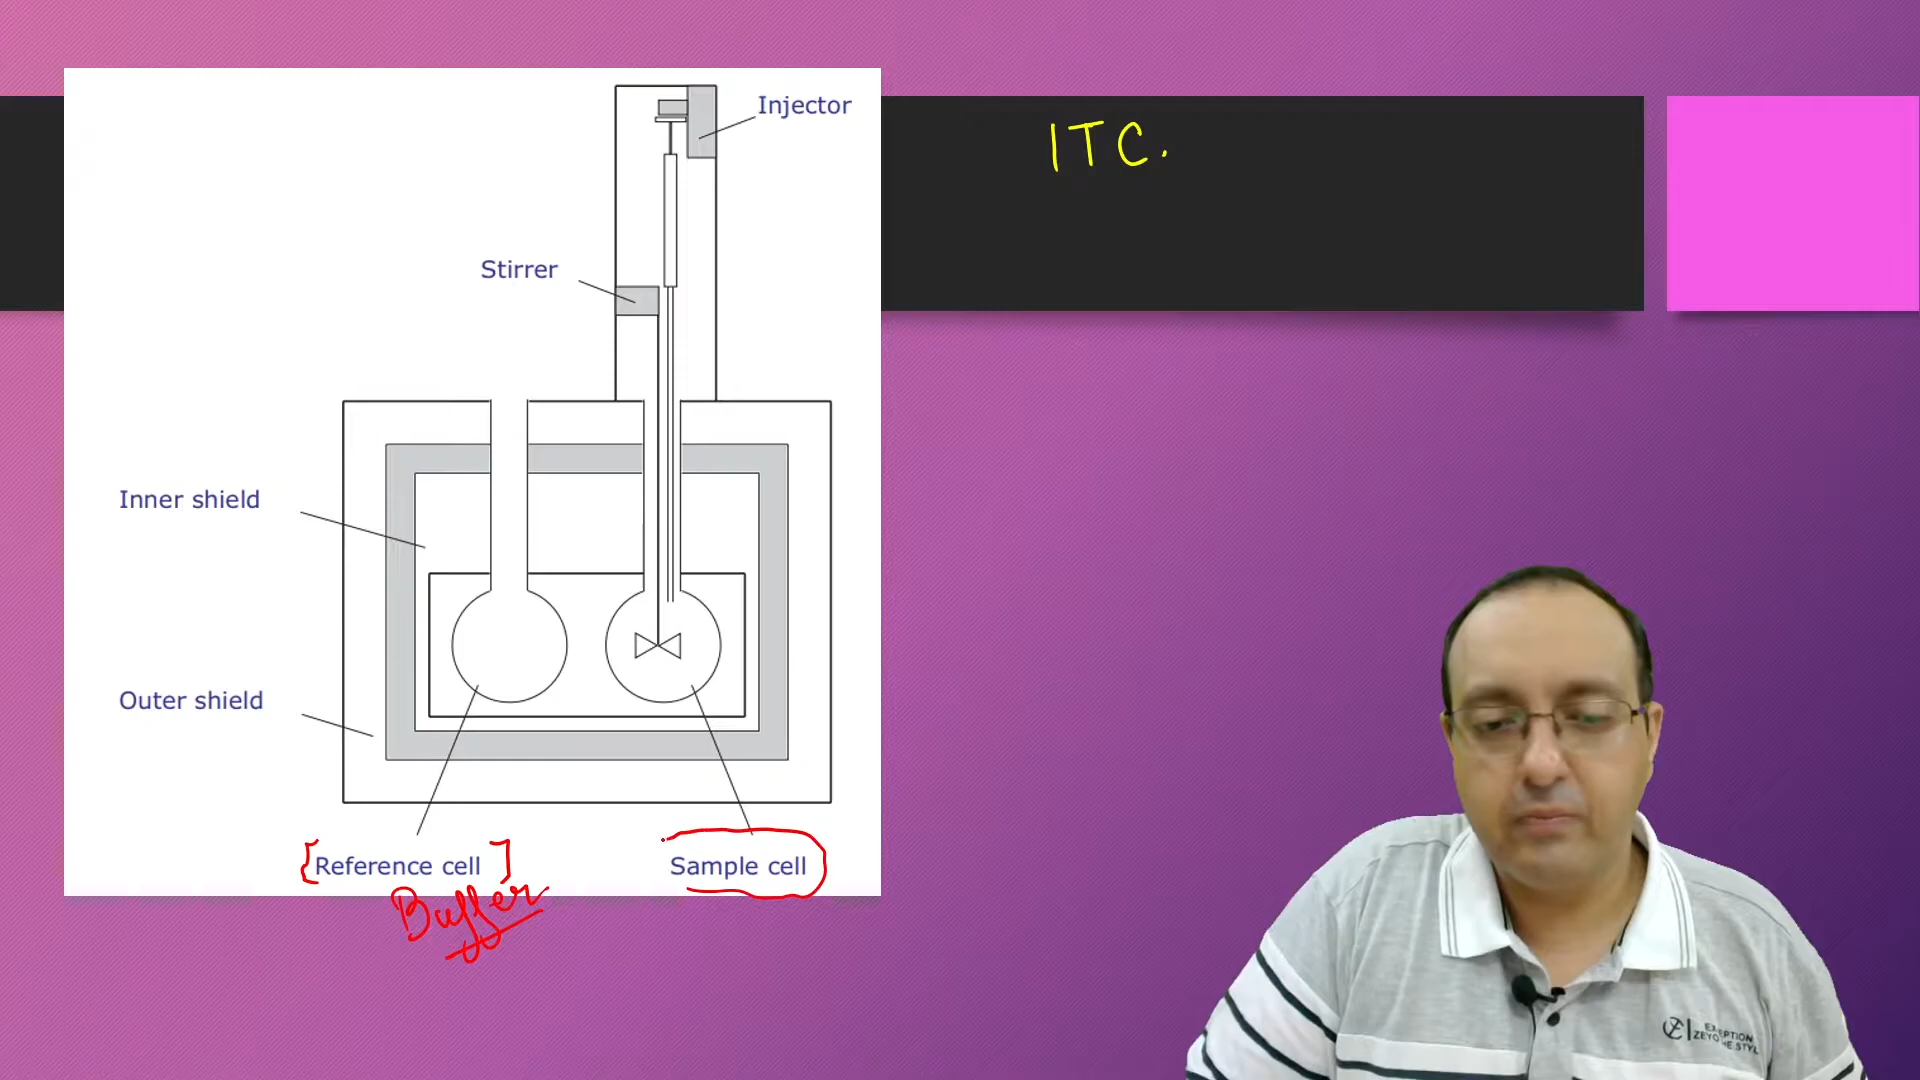 Injector
ITC.
Stirrer
Inner shield
Outer shield
[Reference cell]
Sample cell
Buffer